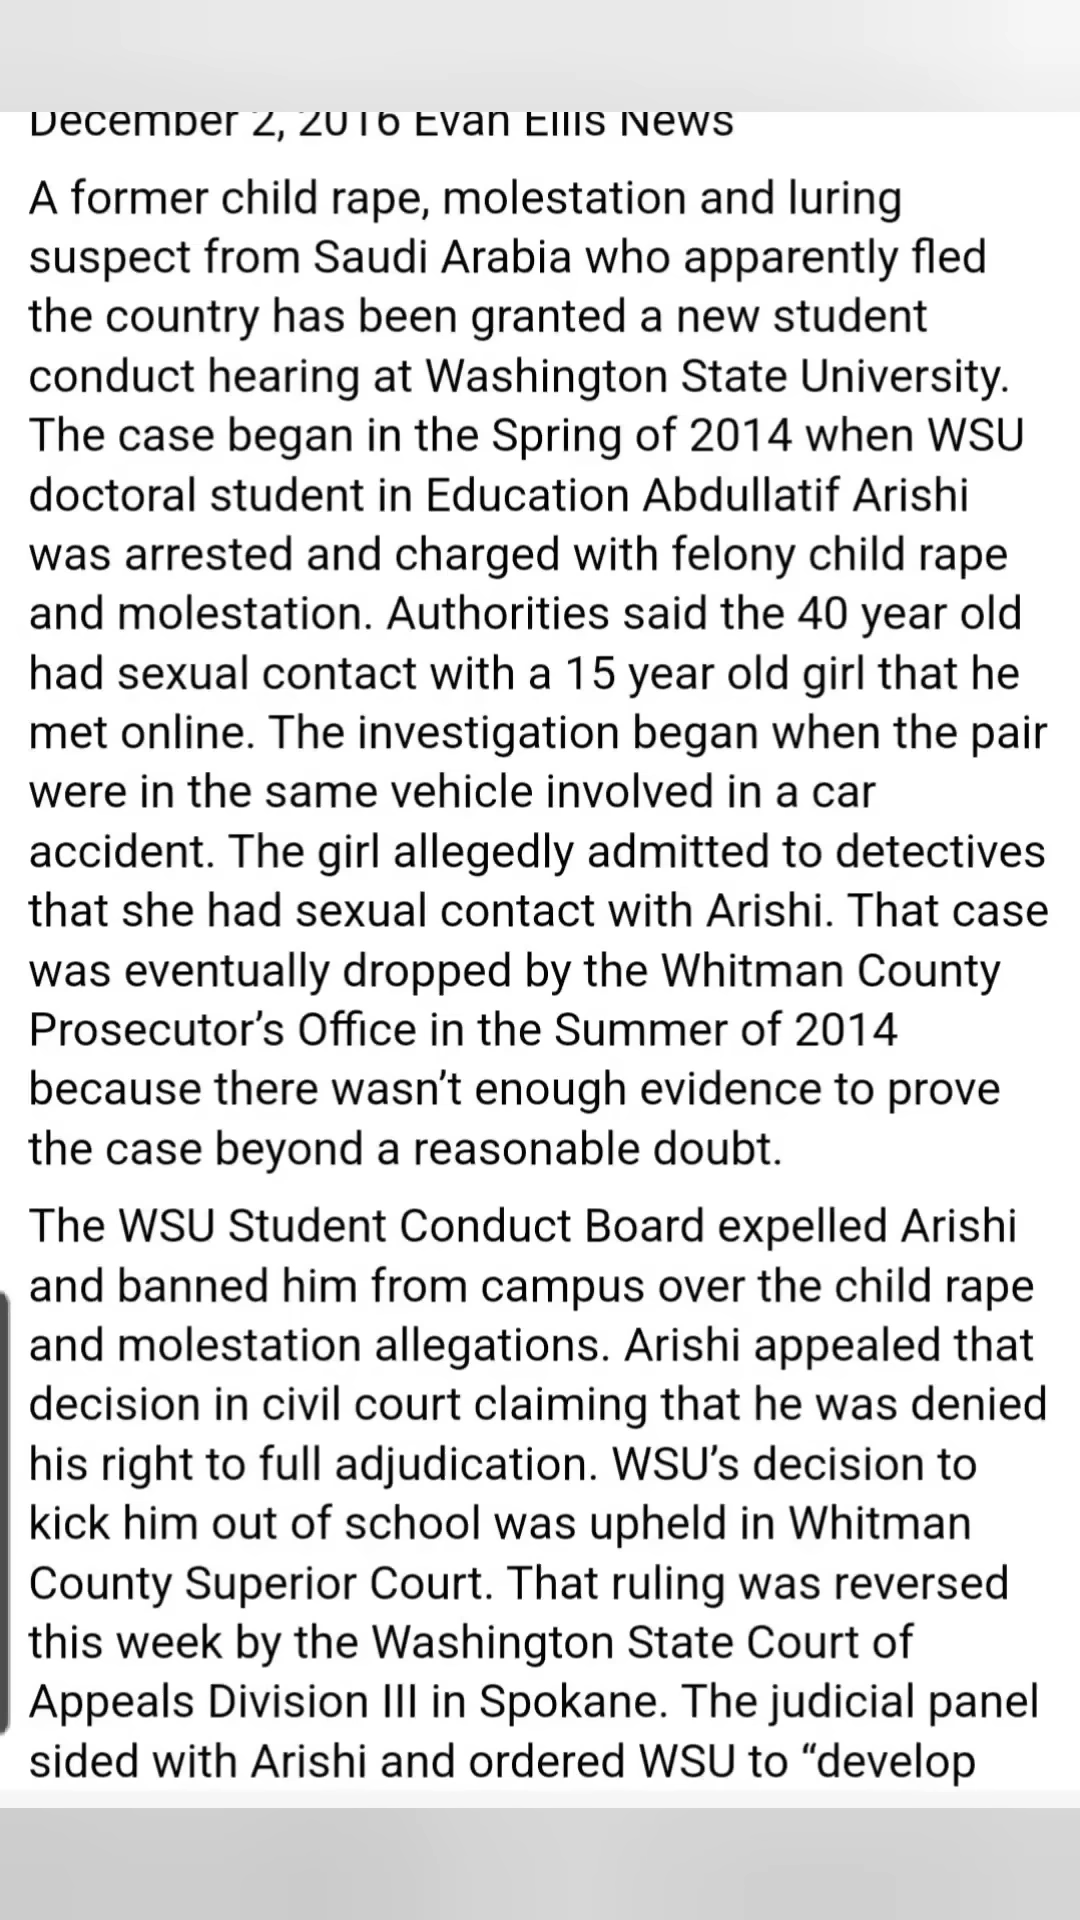 December 2, 2016 Evan Ellis News
A former child rape, molestation and luring
suspect from Saudi Arabia who apparently fled
the country has been granted a new student
conduct hearing at Washington State University.
The case began in the Spring of 2014 when WSU
doctoral student in Education Abdullatif Arishi
was arrested and charged with felony child rape
and molestation. Authorities said the 40 year old
had sexual contact with a 15 year old girl that he
met online. The investigation began when the pair
were in the same vehicle involved in a car
accident. The girl allegedly admitted to detectives
that she had sexual contact with Arishi. That case
was eventually dropped by the Whitman County
Prosecutor’s Office in the Summer of 2014
because there wasn’t enough evidence to prove
the case beyond a reasonable doubt.
The WSU Student Conduct Board expelled Arishi
and banned him from campus over the child rape
and molestation allegations. Arishi appealed that
decision in civil court claiming that he was denied
his right to full adjudication. WSU’s decision to
kick him out of school was upheld in Whitman
County Superior Court. That ruling was reversed
this week by the Washington State Court of
Appeals Division III in Spokane. The judicial panel
sided with Arishi and ordered WSU to “develop